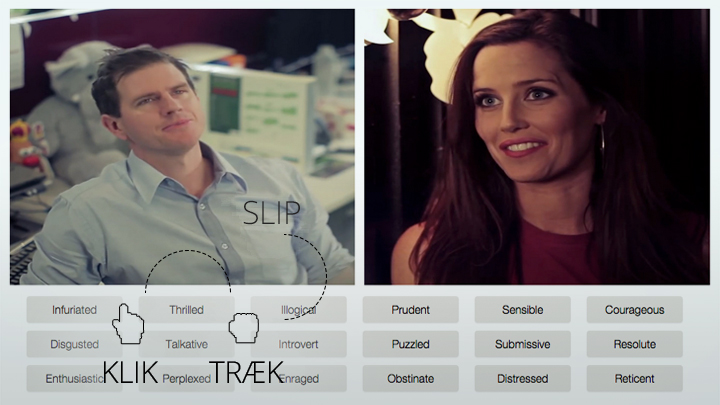 SLIP
Infuriated Thrilled Illogical Prudent Sensible Courageous
Disgusted Talkative Introvert Puzzled Submissive Resolute
Enthusiastic Perplexed Enraged Obstinate Distressed Reticent
KLIK TRÆK